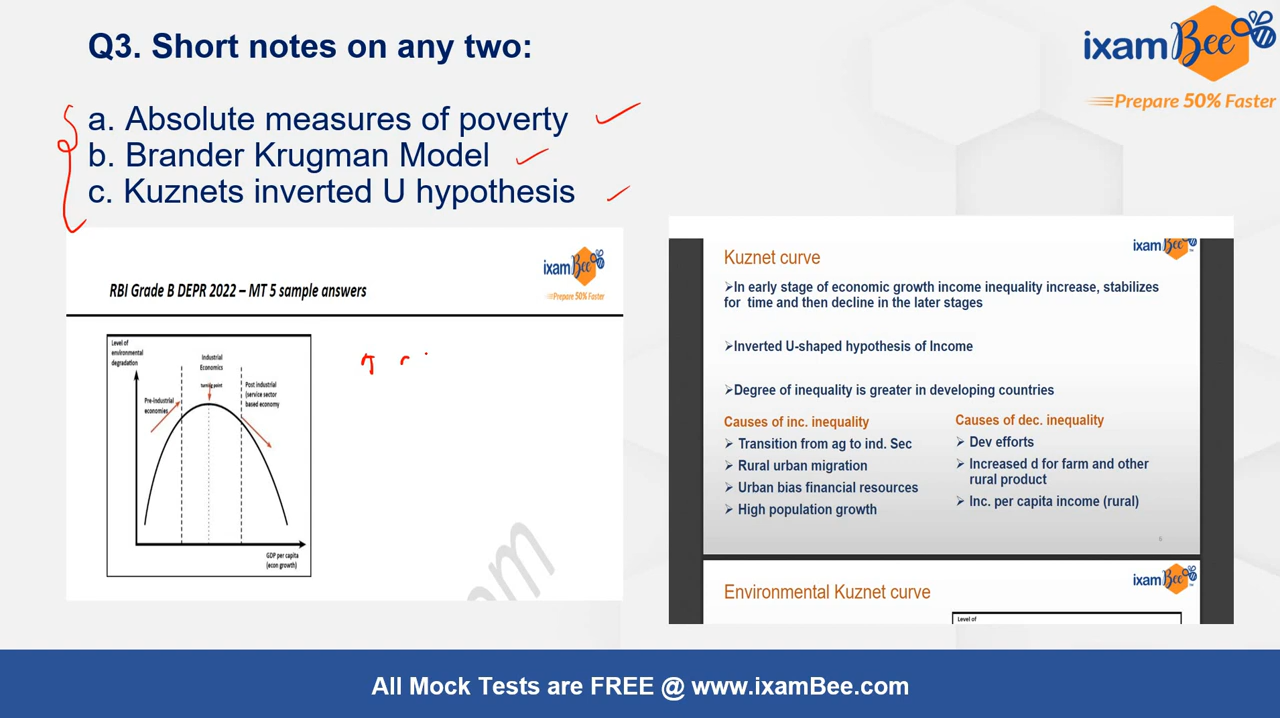 Q3. Short notes on any two:
ixamBee
Prepare 50% Faster
a. Absolute measures of poverty
b. Brander Krugman Model
c. Kuznets inverted U hypothesis
ixamBee
Prepare 50% Faster
RBI Grade B DEPR 2022 – MT 5 sample answers
Level of
environmental
degradation
Industrial
Economics
turning point
Pre-industrial
economies
Post industrial
(service sector
based economy
GDP per capita
(econ growth)
ixamBee
Kuznet curve
➢In early stage of economic growth income inequality increase, stabilizes
for time and then decline in the later stages
➢Inverted U-shaped hypothesis of Income
➢Degree of inequality is greater in developing countries
Causes of inc. inequality
➢ Transition from ag to ind. Sec
➢ Rural urban migration
➢ Urban bias financial resources
➢ High population growth
Causes of dec. inequality
➢ Dev efforts
➢ Increased d for farm and other
rural product
➢ Inc. per capita income (rural)
6
ixamBee
Environmental Kuznet curve
Level of
All Mock Tests are FREE @ www.ixamBee.com